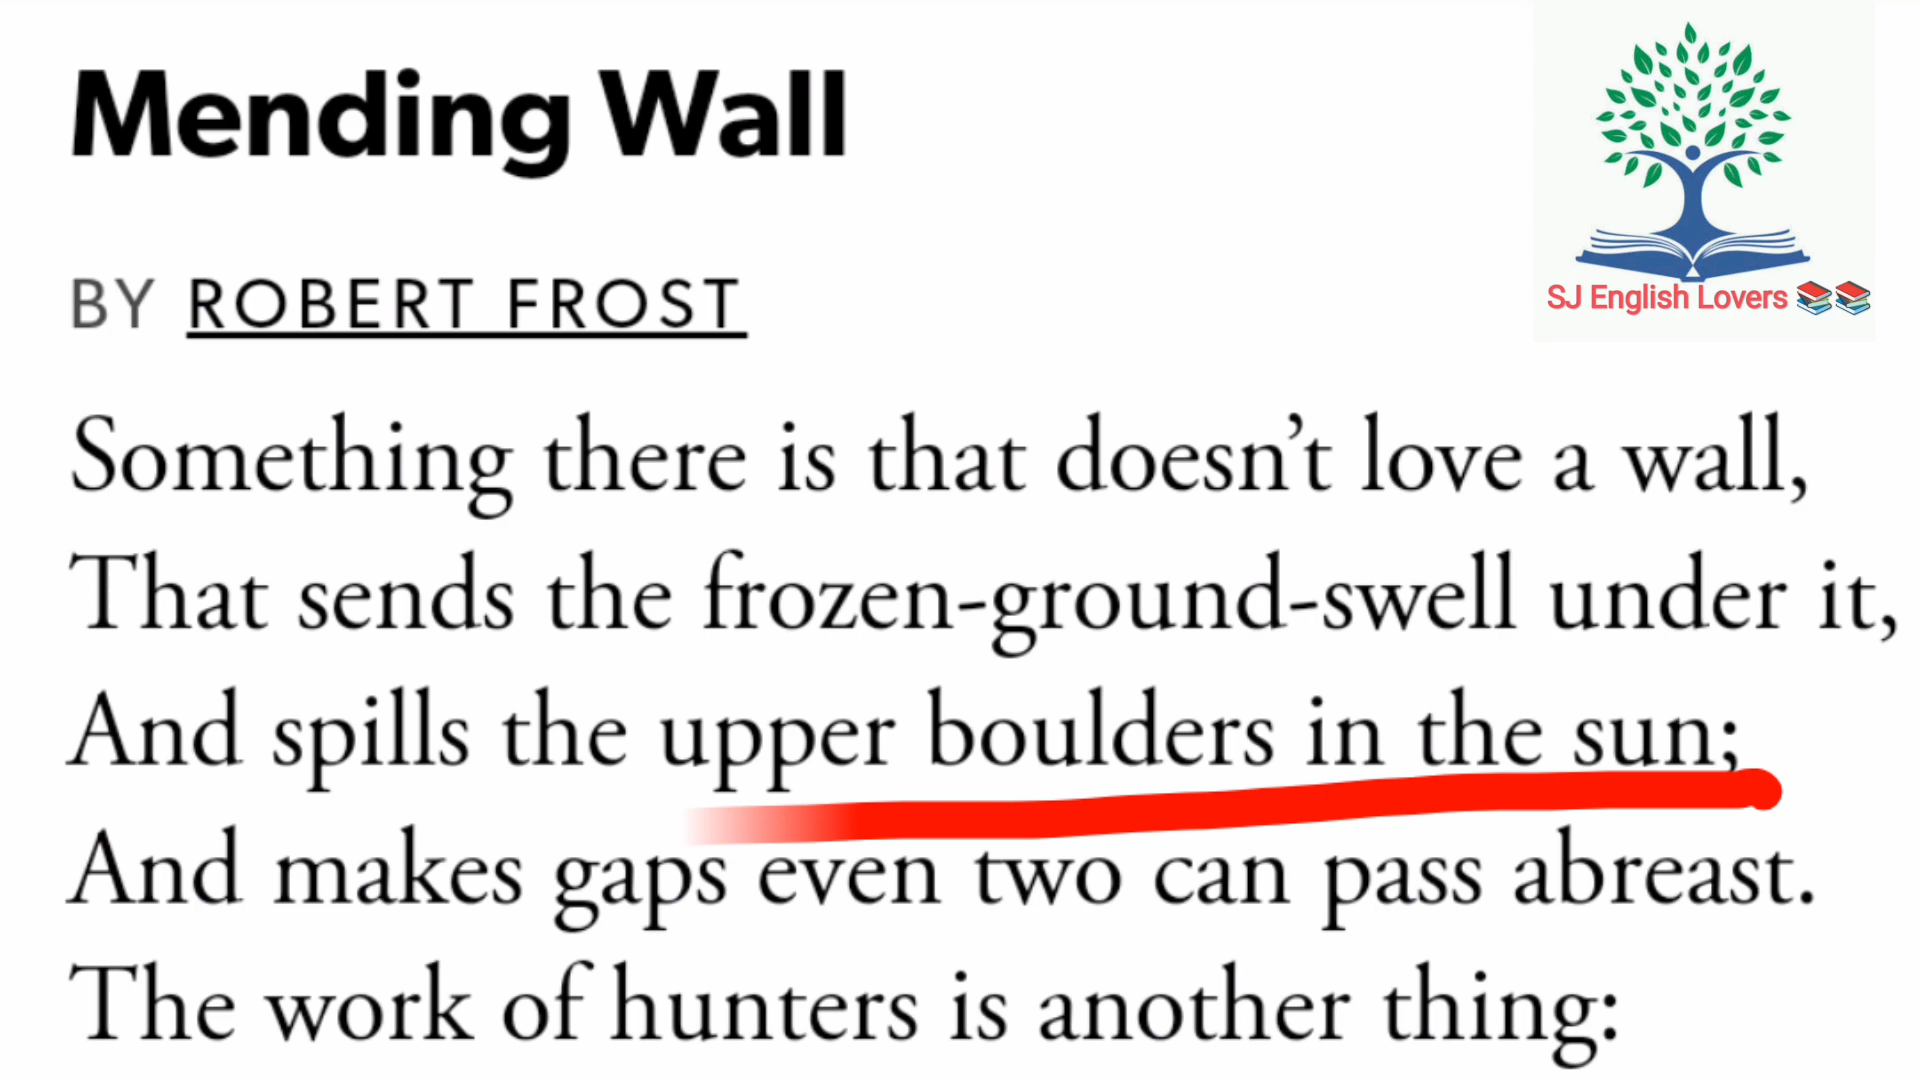 Mending Wall
SJ English Lovers 📚📚
BY ROBERT FROST
Something there is that doesn’t love a wall,
That sends the frozen-ground-swell under it,
And spills the upper boulders in the sun;
And makes gaps even two can pass abreast.
The work of hunters is another thing: